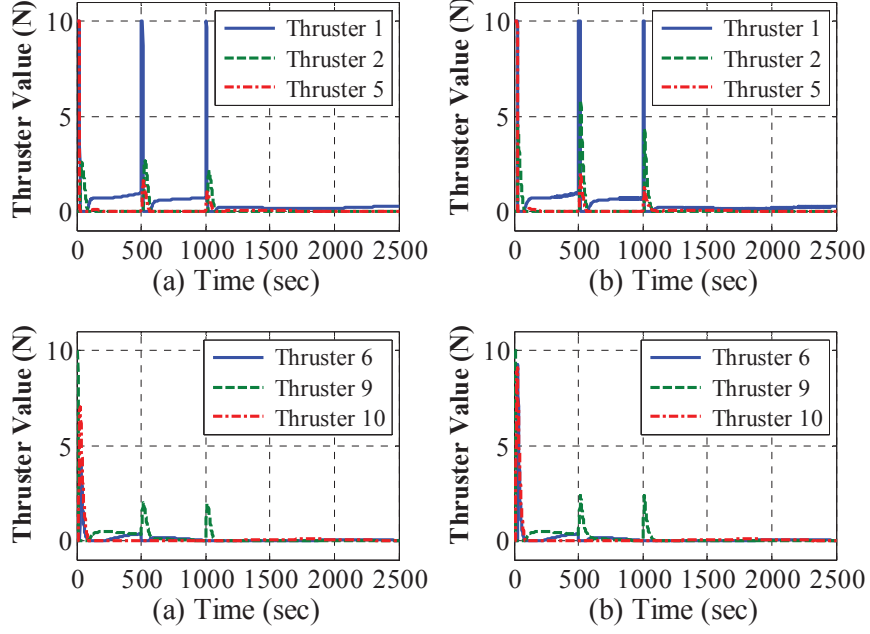 Thruster Value (N)
10
5
0
Thruster 1
Thruster 2
Thruster 5
0 500 1000 1500 2000 2500
(a) Time (sec)
Thruster Value (N)
10
5
0
Thruster 1
Thruster 2
Thruster 5
0 500 1000 1500 2000 2500
(b) Time (sec)
Thruster Value (N)
10
5
0
Thruster 6
Thruster 9
Thruster 10
0 500 1000 1500 2000 2500
(a) Time (sec)
Thruster Value (N)
10
5
0
Thruster 6
Thruster 9
Thruster 10
0 500 1000 1500 2000 2500
(b) Time (sec)